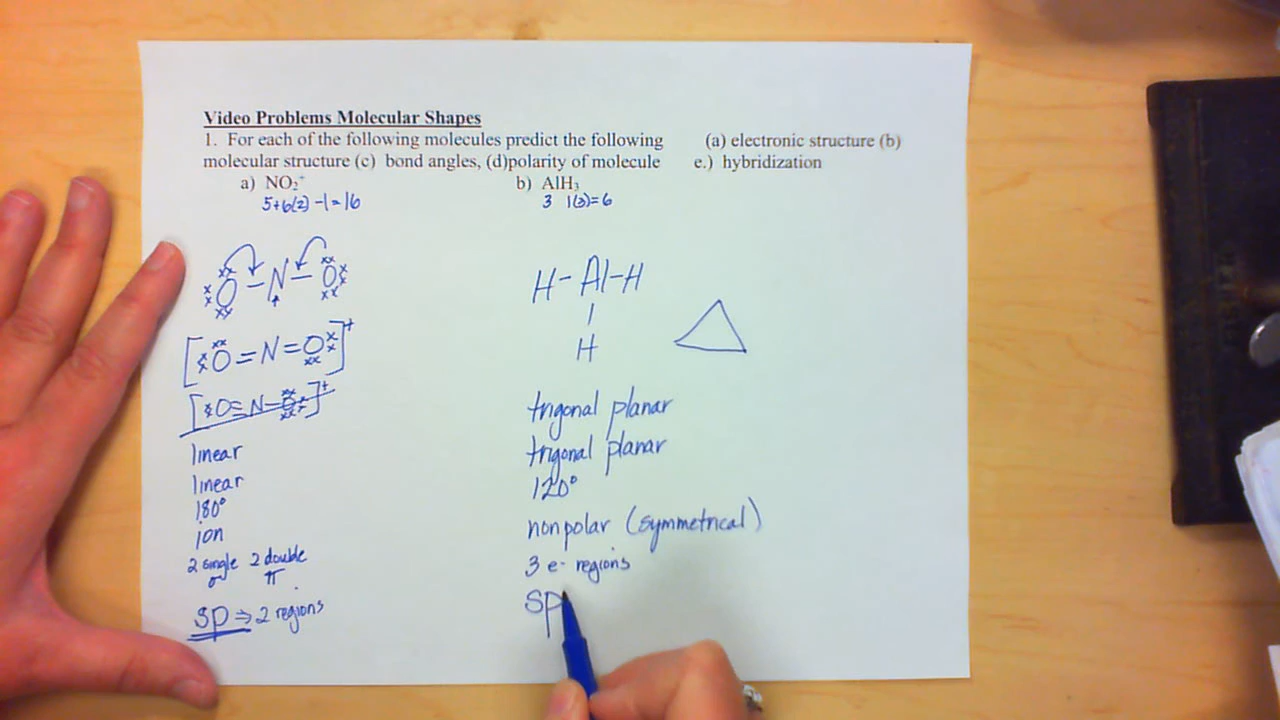 Video Problems Molecular Shapes
1. For each of the following molecules predict the following (a) electronic structure (b)
molecular structure (c) bond angles, (d)polarity of molecule e.) hybridization
a) NO₂⁺ b) AlH₃
5+6(2)-1=16 3 1(3)=6
O-N-O
H-Al-H
H
[O=N=O]⁺
[O≡N-O]⁺
linear
linear
180°
ion
2 single 2 double
σ π
sp ⇒ 2 regions
trigonal planar
trigonal planar
120°
nonpolar (symmetrical)
3 e- regions
sp